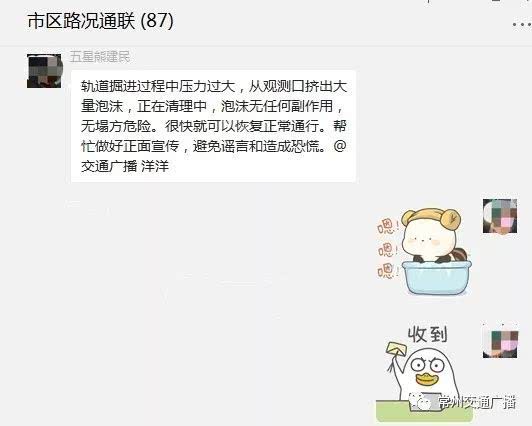 市区路况通联 (87)
五星熊建民
轨道掘进过程中压力过大，从观测口挤出大
量泡沫，正在清理中，泡沫无任何副作用，
无塌方危险。很快就可以恢复正常通行。帮
忙做好正面宣传，避免谣言和造成恐慌。@
交通广播 洋洋
嗯!
嗯!
嗯!
收到
常州交通广播